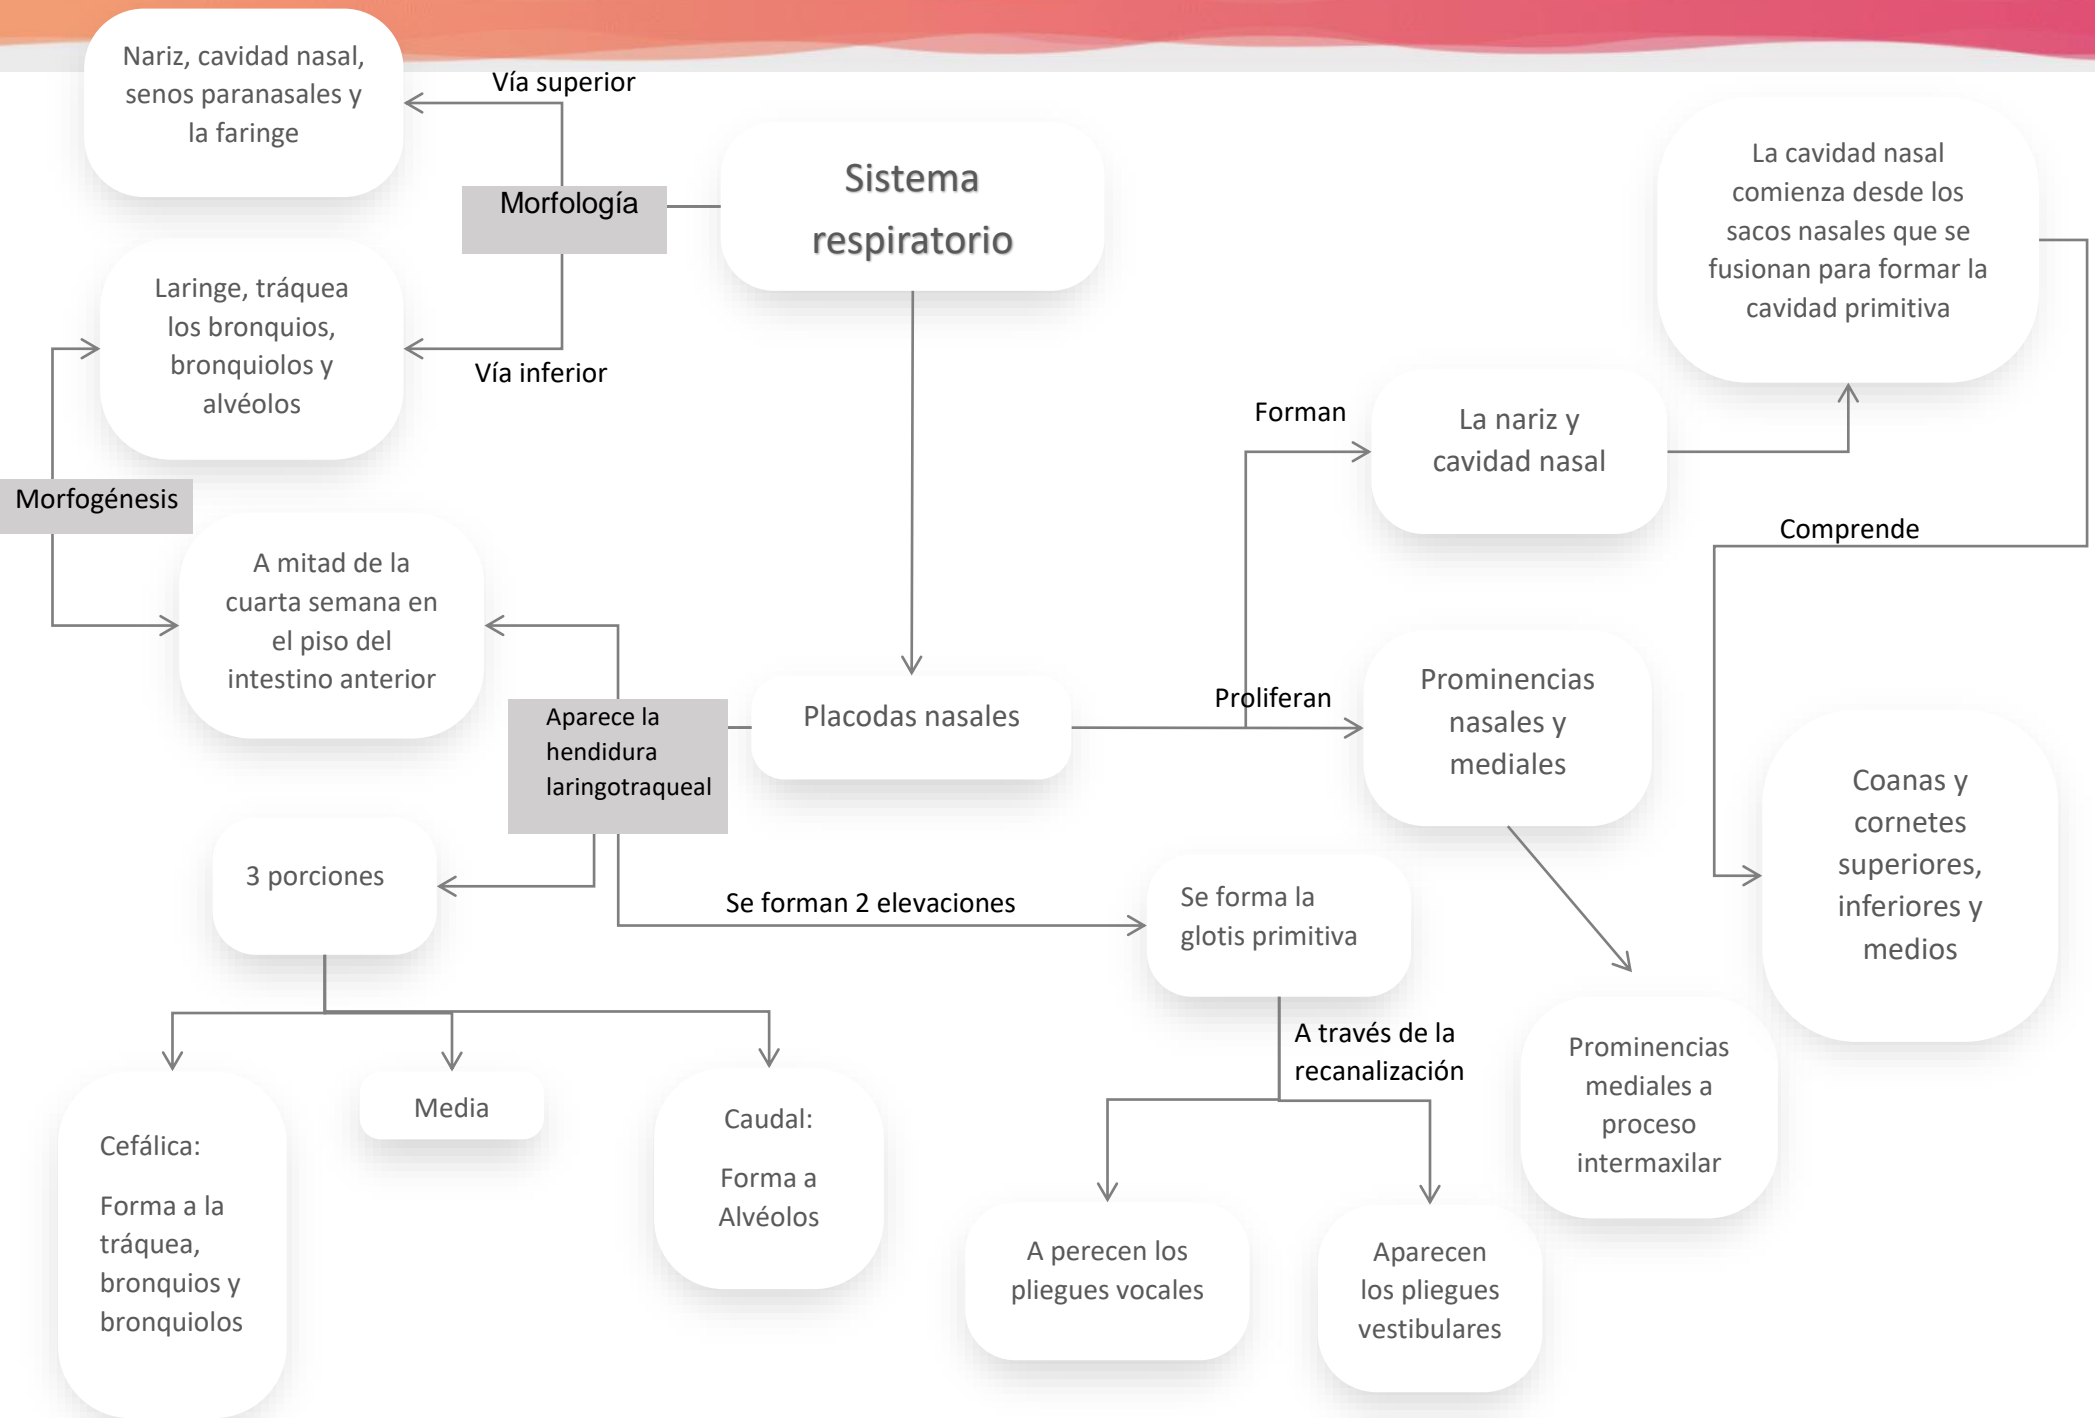 Nariz, cavidad nasal,
senos paranasales y
la faringe
Vía superior
Morfología
Sistema
respiratorio
La cavidad nasal
comienza desde los
sacos nasales que se
fusionan para formar la
cavidad primitiva
Laringe, tráquea
los bronquios,
bronquiolos y
alvéolos
Vía inferior
Forman
La nariz y
cavidad nasal
Morfogénesis
Comprende
A mitad de la
cuarta semana en
el piso del
intestino anterior
Aparece la
hendidura
laringotraqueal
Placodas nasales
Proliferan
Prominencias
nasales y
mediales
Coanas y
cornetes
superiores,
inferiores y
medios
3 porciones
Se forman 2 elevaciones
Se forma la
glotis primitiva
A través de la
recanalización
Prominencias
mediales a
proceso
intermaxilar
Cefálica:
Forma a la
tráquea,
bronquios y
bronquiolos
Media
Caudal:
Forma a
Alvéolos
A perecen los
pliegues vocales
Aparecen
los pliegues
vestibulares